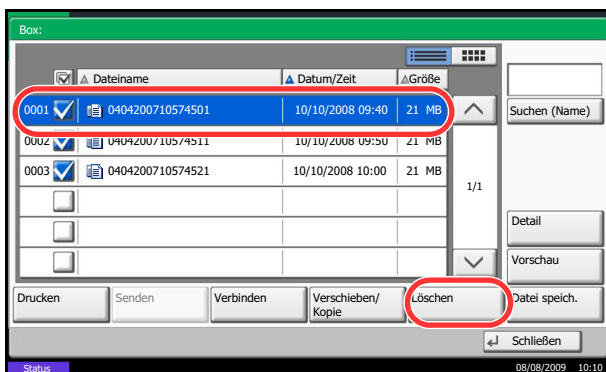 Box:
Dateiname Datum/Zeit Größe
0001 0404200710574501 10/10/2008 09:40 21 MB
Suchen (Name)
0002 0404200710574511 10/10/2008 09:50 21 MB
0003 0404200710574521 10/10/2008 10:00 21 MB
1/1
Detail
Vorschau
Drucken Senden Verbinden Verschieben/ Löschen Datei speich.
Kopie
Schließen
Status 08/08/2009 10:10